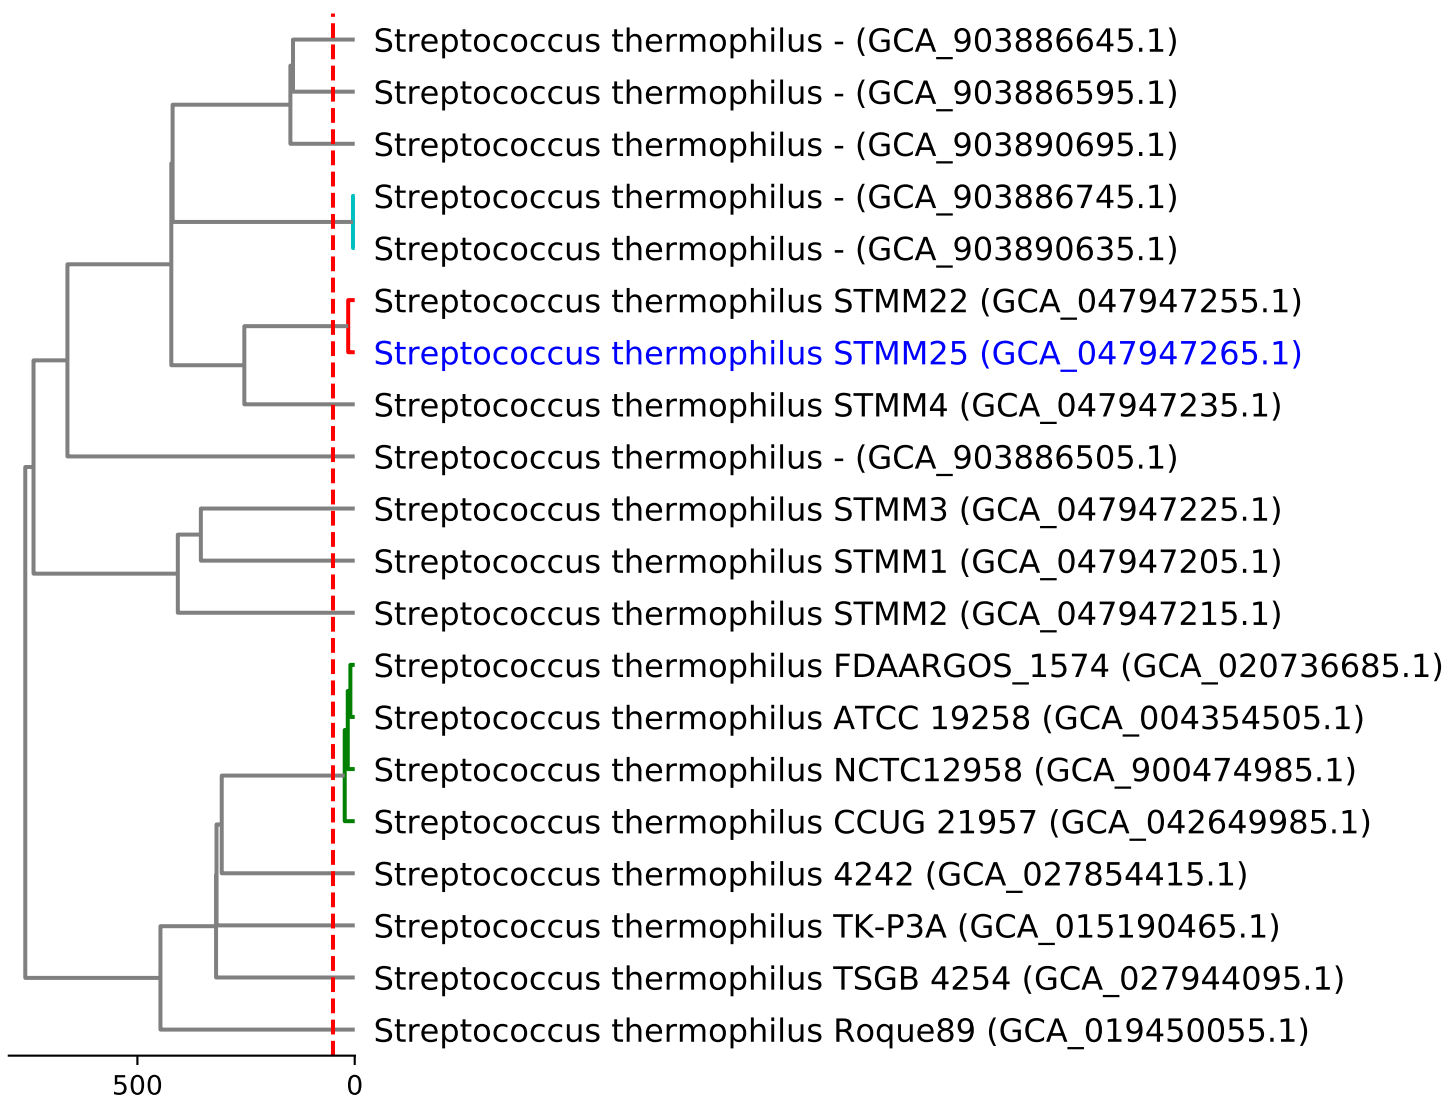 Streptococcus thermophilus - (GCA_903886645.1)
Streptococcus thermophilus - (GCA_903886595.1)
Streptococcus thermophilus - (GCA_903890695.1)
Streptococcus thermophilus - (GCA_903886745.1)
Streptococcus thermophilus - (GCA_903890635.1)
Streptococcus thermophilus STMM22 (GCA_047947255.1)
Streptococcus thermophilus STMM25 (GCA_047947265.1)
Streptococcus thermophilus STMM4 (GCA_047947235.1)
Streptococcus thermophilus - (GCA_903886505.1)
Streptococcus thermophilus STMM3 (GCA_047947225.1)
Streptococcus thermophilus STMM1 (GCA_047947205.1)
Streptococcus thermophilus STMM2 (GCA_047947215.1)
Streptococcus thermophilus FDAARGOS_1574 (GCA_020736685.1)
Streptococcus thermophilus ATCC 19258 (GCA_004354505.1)
Streptococcus thermophilus NCTC12958 (GCA_900474985.1)
Streptococcus thermophilus CCUG 21957 (GCA_042649985.1)
Streptococcus thermophilus 4242 (GCA_027854415.1)
Streptococcus thermophilus TK-P3A (GCA_015190465.1)
Streptococcus thermophilus TSGB 4254 (GCA_027944095.1)
Streptococcus thermophilus Roque89 (GCA_019450055.1)
500 0